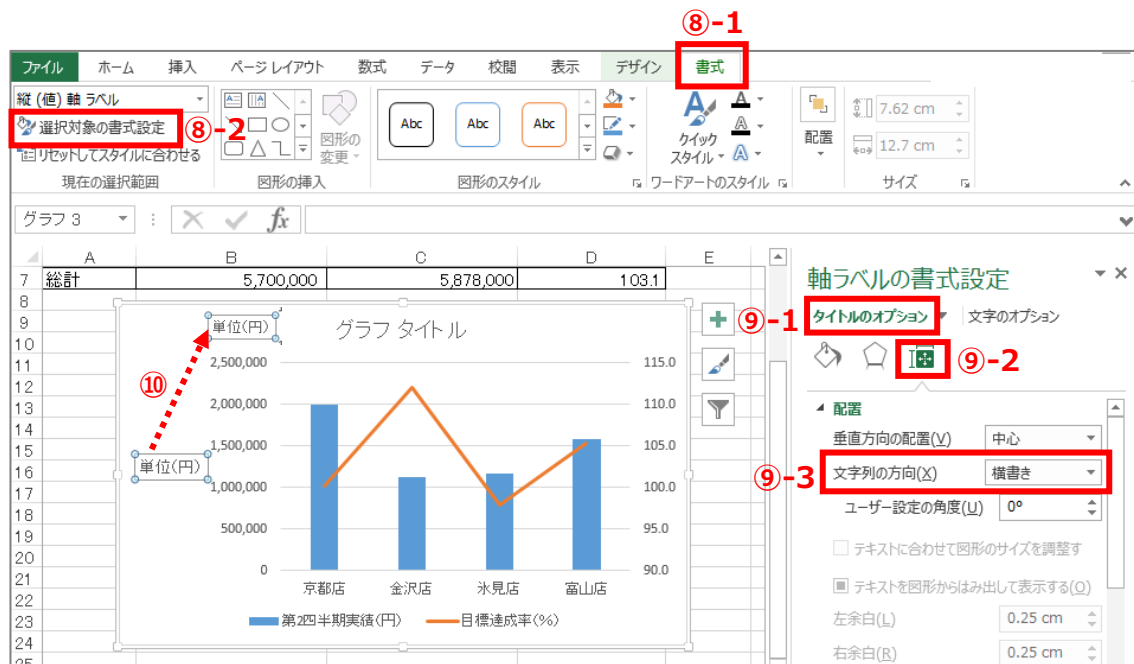 ⑧-1
ファイル ホーム 挿入 ページ レイアウト 数式 データ 校閲 表示 デザイン 書式
縦 (値) 軸 ラベル
選択対象の書式設定 ⑧-2
リセットしてスタイルに合わせる
現在の選択範囲
図形の変更
図形の挿入
Abc Abc Abc
図形のスタイル
クイック
スタイル
ワードアートのスタイル
配置
7.62 cm
12.7 cm
サイズ
グラフ 3
fx
A B C D E
7 総計 5,700,000 5,878,000 103.1
8
9
10
11
12
13
14
15
16
17
18
19
20
21
22
23
24
25
単位(円)
グラフ タイトル
⑩
単位(円)
2,500,000
2,000,000
1,500,000
1,000,000
500,000
0
115.0
110.0
105.0
100.0
95.0
90.0
京都店 金沢店 氷見店 富山店
第2四半期実績(円) 目標達成率(%)
軸ラベルの書式設定
⑨-1 タイトルのオプション 文字のオプション
⑨-2
配置
垂直方向の配置(V) 中心
⑨-3 文字列の方向(X) 横書き
ユーザー設定の角度(U) 0°
テキストに合わせて図形のサイズを調整す
テキストを図形からはみ出して表示する(O)
左余白(L) 0.25 cm
右余白(R) 0.25 cm